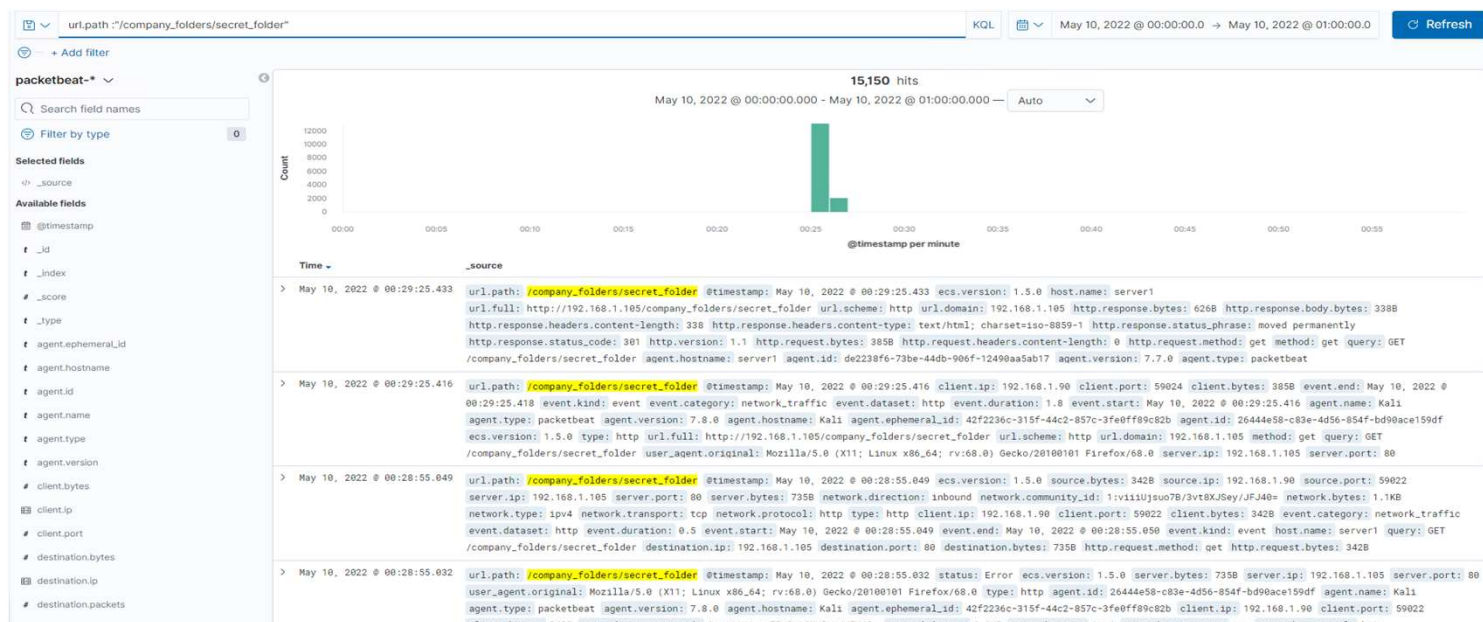 url.path :"/company_folders/secret_folder"
KQL
May 10, 2022 @ 00:00:00.0 → May 10, 2022 @ 01:00:00.0
Refresh
+ Add filter
packetbeat-*
Search field names
Filter by type 0
Selected fields
_source
Available fields
@timestamp
t _id
t _index
# _score
t _type
t agent.ephemeral_id
t agent.hostname
t agent.id
t agent.name
t agent.type
t agent.version
# client.bytes
client.ip
# client.port
# destination.bytes
destination.ip
# destination.packets
15,150 hits
May 10, 2022 @ 00:00:00.000 - May 10, 2022 @ 01:00:00.000 — Auto
Count
12000
10000
8000
6000
4000
2000
0
00:00 00:05 00:10 00:15 00:20 00:25 00:30 00:35 00:40 00:45 00:50 00:55
@timestamp per minute
Time _source
> May 10, 2022 @ 00:29:25.433 url.path: /company_folders/secret_folder @timestamp: May 10, 2022 @ 00:29:25.433 ecs.version: 1.5.0 host.name: server1
url.full: http://192.168.1.105/company_folders/secret_folder url.scheme: http url.domain: 192.168.1.105 http.response.bytes: 626B http.response.body.bytes: 338B
http.response.headers.content-length: 338 http.response.headers.content-type: text/html; charset=iso-8859-1 http.response.status_phrase: moved permanently
http.response.status_code: 301 http.version: 1.1 http.request.bytes: 385B http.request.headers.content-length: 0 http.request.method: get method: get query: GET
/company_folders/secret_folder agent.hostname: server1 agent.id: de2238f6-73be-44db-906f-12490aa5ab17 agent.version: 7.7.0 agent.type: packetbeat
> May 10, 2022 @ 00:29:25.416 url.path: /company_folders/secret_folder @timestamp: May 10, 2022 @ 00:29:25.416 client.ip: 192.168.1.90 client.port: 59024 client.bytes: 385B event.end: May 10, 2022 @
00:29:25.418 event.kind: event event.category: network_traffic event.dataset: http event.duration: 1.8 event.start: May 10, 2022 @ 00:29:25.416 agent.name: Kali
agent.type: packetbeat agent.version: 7.8.0 agent.hostname: Kali agent.ephemeral_id: 42f2236c-315f-44c2-857c-3fe0ff89c82b agent.id: 26444e58-c83e-4d56-854f-bd90ace159df
ecs.version: 1.5.0 type: http url.full: http://192.168.1.105/company_folders/secret_folder url.scheme: http url.domain: 192.168.1.105 method: get query: GET
/company_folders/secret_folder user_agent.original: Mozilla/5.0 (X11; Linux x86_64; rv:68.0) Gecko/20100101 Firefox/68.0 server.ip: 192.168.1.105 server.port: 80
> May 10, 2022 @ 00:28:55.049 url.path: /company_folders/secret_folder @timestamp: May 10, 2022 @ 00:28:55.049 ecs.version: 1.5.0 source.bytes: 342B source.ip: 192.168.1.90 source.port: 59022
server.ip: 192.168.1.105 server.port: 80 server.bytes: 735B network.direction: inbound network.community_id: 1:viiiUjsuo7B/3vt8XJSey/JFJ40= network.bytes: 1.1KB
network.type: ipv4 network.transport: tcp network.protocol: http type: http client.ip: 192.168.1.90 client.port: 59022 client.bytes: 342B event.category: network_traffic
event.dataset: http event.duration: 0.5 event.start: May 10, 2022 @ 00:28:55.049 event.end: May 10, 2022 @ 00:28:55.050 event.kind: event host.name: server1 query: GET
/company_folders/secret_folder destination.ip: 192.168.1.105 destination.port: 80 destination.bytes: 735B http.request.method: get http.request.bytes: 342B
> May 10, 2022 @ 00:28:55.032 url.path: /company_folders/secret_folder @timestamp: May 10, 2022 @ 00:28:55.032 status: Error ecs.version: 1.5.0 server.bytes: 735B server.ip: 192.168.1.105 server.port: 80
user_agent.original: Mozilla/5.0 (X11; Linux x86_64; rv:68.0) Gecko/20100101 Firefox/68.0 type: http agent.id: 26444e58-c83e-4d56-854f-bd90ace159df agent.name: Kali
agent.type: packetbeat agent.version: 7.8.0 agent.hostname: Kali agent.ephemeral_id: 42f2236c-315f-44c2-857c-3fe0ff89c82b client.ip: 192.168.1.90 client.port: 59022